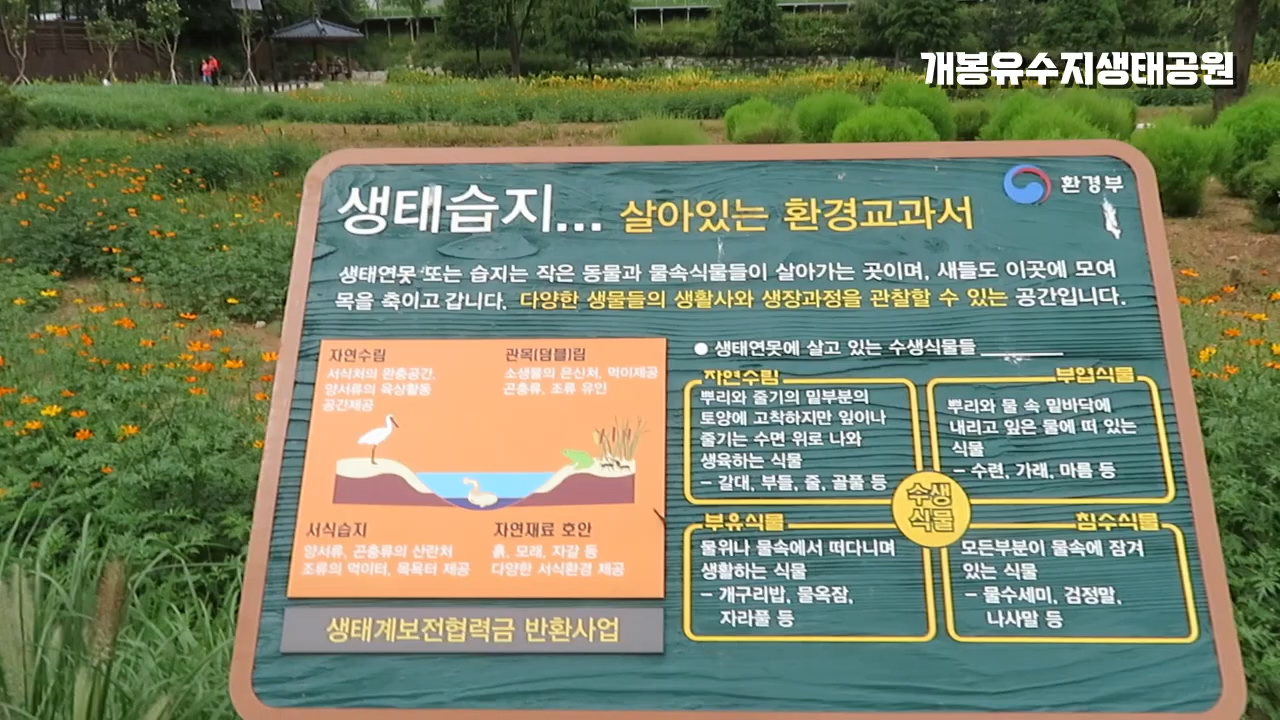 개봉유수지생태공원
환경부
생태습지... 살아있는 환경교과서
생태연못 또는 습지는 작은 동물과 물속식물들이 살아가는 곳이며, 새들도 이곳에 모여
목을 축이고 갑니다. 다양한 생물들의 생활사와 생장과정을 관찰할 수 있는 공간입니다.
자연수림
서식처의 완충공간,
양서류의 육상활동
공간제공
관목(덤블)림
소생물의 은신처, 먹이제공
곤충류, 조류 유인
서식습지
양서류, 곤충류의 산란처
조류의 먹이터, 목욕터 제공
자연재료 호안
흙, 모래, 자갈 등
다양한 서식환경 제공
생태계보전협력금 반환사업
● 생태연못에 살고 있는 수생식물들
자연수림
뿌리와 줄기의 밑부분의
토양에 고착하지만 잎이나
줄기는 수면 위로 나와
생육하는 식물
- 갈대, 부들, 줄, 골풀 등
부엽식물
뿌리와 물 속 밑바닥에
내리고 잎은 물에 떠 있는
식물
- 수련, 가래, 마름 등
수생
식물
부유식물
물위나 물속에서 떠다니며
생활하는 식물
- 개구리밥, 물옥잠,
자라풀 등
침수식물
모든부분이 물속에 잠겨
있는 식물
- 물수세미, 검정말,
나사말 등